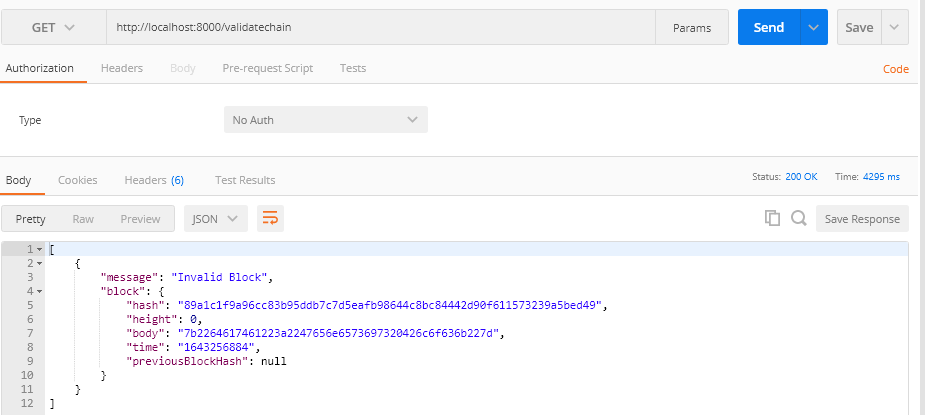 GET http://localhost:8000/validatechain Params Send Save
Authorization Headers Body Pre-request Script Tests Code
Type No Auth
Body Cookies Headers (6) Test Results Status: 200 OK Time: 4295 ms
Pretty Raw Preview JSON Save Response
1 [
2 {
3 "message": "Invalid Block",
4 "block": {
5 "hash": "89a1c1f9a96cc83b95ddb7c7d5eafb98644c8bc84442d90f611573239a5bed49",
6 "height": 0,
7 "body": "7b2264617461223a2247656e6573697320426c6f636b227d",
8 "time": "1643256884",
9 "previousBlockHash": null
10 }
11 }
12 ]